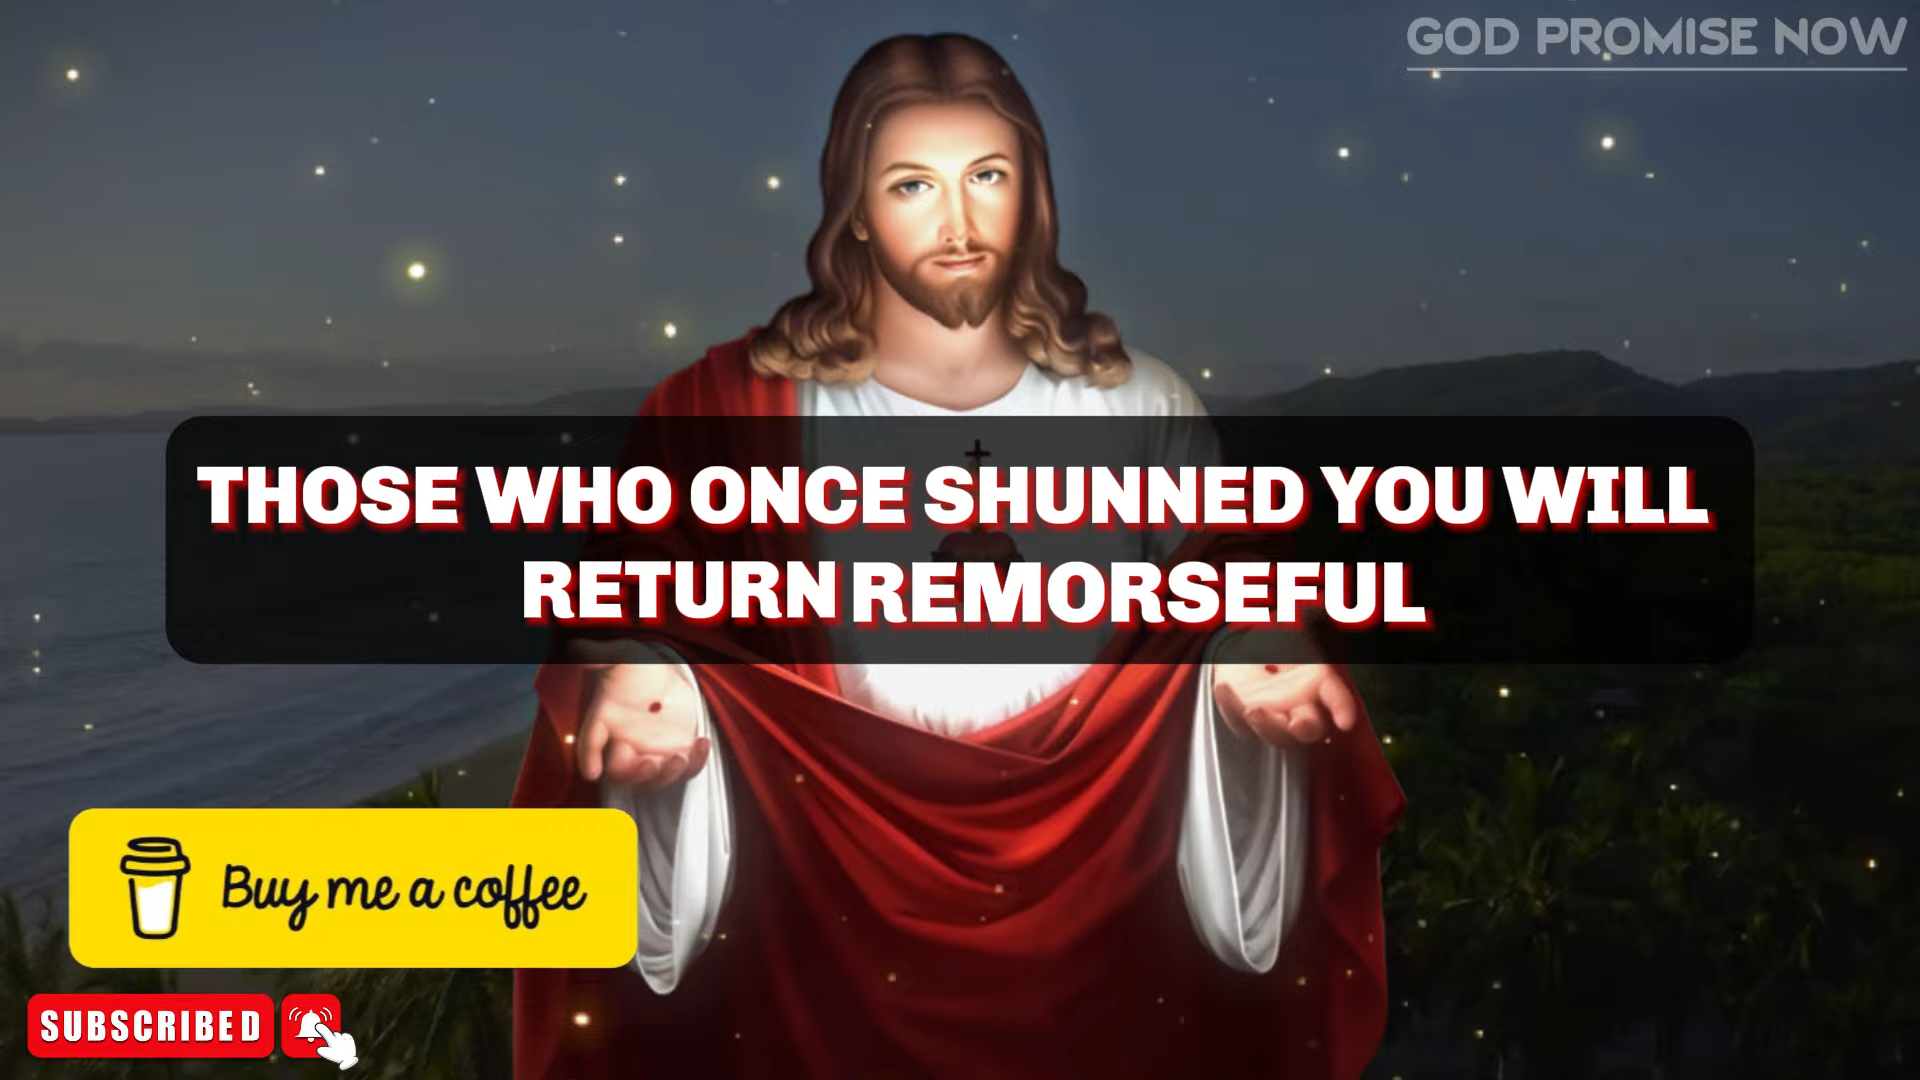 GOD PROMISE NOW
THOSE WHO ONCE SHUNNED YOU WILL
RETURN REMORSEFUL
Buy me a coffee
SUBSCRIBED